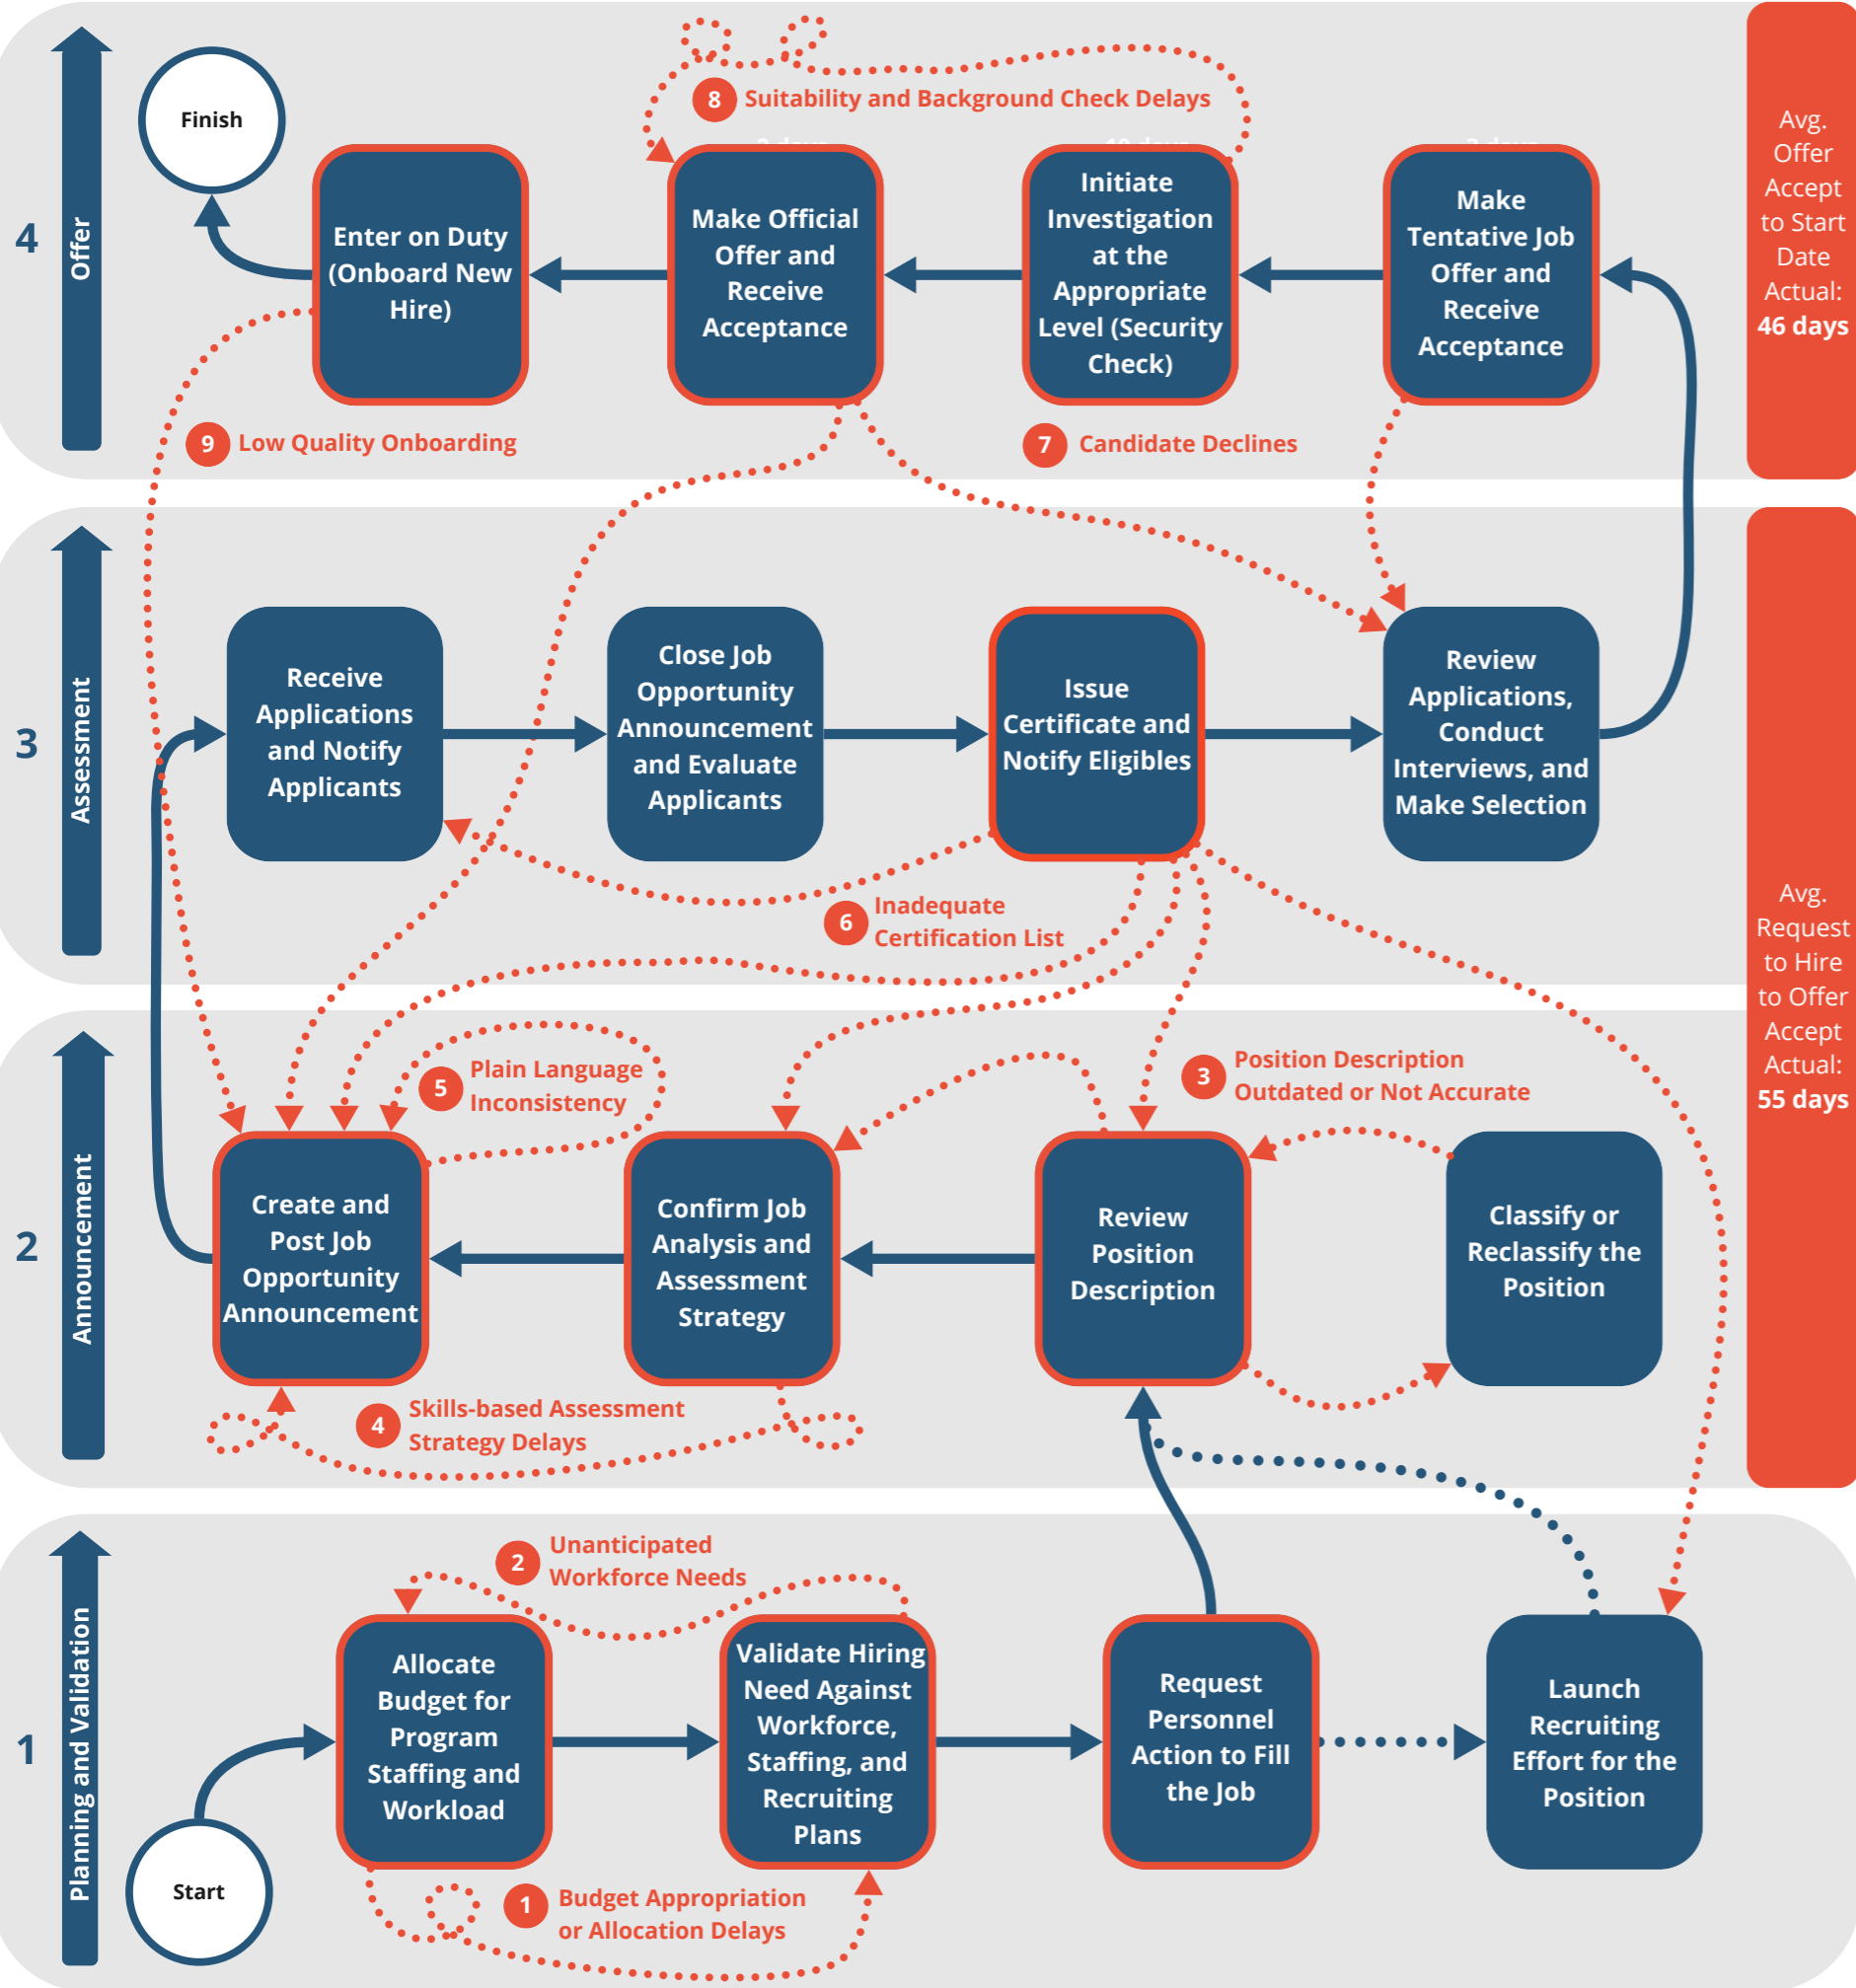 4
Offer
Finish
8
Suitability and Background Check Delays
Enter on Duty
(Onboard New
Hire)
Make Official
Offer and
Receive
Acceptance
Initiate
Investigation
at the
Appropriate
Level (Security
Check)
Make
Tentative Job
Offer and
Receive
Acceptance
Avg.
Offer
Accept
to Start
Date
Actual:
46 days
9
Low Quality Onboarding
7
Candidate Declines
3
Assessment
Receive
Applications
and Notify
Applicants
Close Job
Opportunity
Announcement
and Evaluate
Applicants
Issue
Certificate and
Notify Eligibles
Review
Applications,
Conduct
Interviews, and
Make Selection
6
Inadequate
Certification List
Avg.
Request
to Hire
to Offer
Accept
Actual:
55 days
2
Announcement
5
Plain Language
Inconsistency
3
Position Description
Outdated or Not Accurate
Create and
Post Job
Opportunity
Announcement
Confirm Job
Analysis and
Assessment
Strategy
Review
Position
Description
Classify or
Reclassify the
Position
4
Skills-based Assessment
Strategy Delays
1
Planning and Validation
2
Unanticipated
Workforce Needs
Allocate
Budget for
Program
Staffing and
Workload
Validate Hiring
Need Against
Workforce,
Staffing, and
Recruiting
Plans
Request
Personnel
Action to Fill
the Job
Launch
Recruiting
Effort for the
Position
Start
1
Budget Appropriation
or Allocation Delays